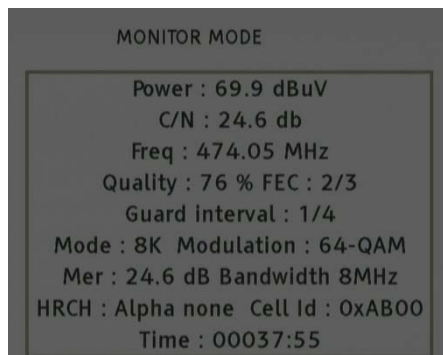 MONITOR MODE
Power : 69.9 dBuV
C/N : 24.6 db
Freq : 474.05 MHz
Quality : 76 % FEC : 2/3
Guard interval : 1/4
Mode : 8K Modulation : 64-QAM
Mer : 24.6 dB Bandwidth 8MHz
HRCH : Alpha none Cell Id : 0xAB00
Time : 00037:55